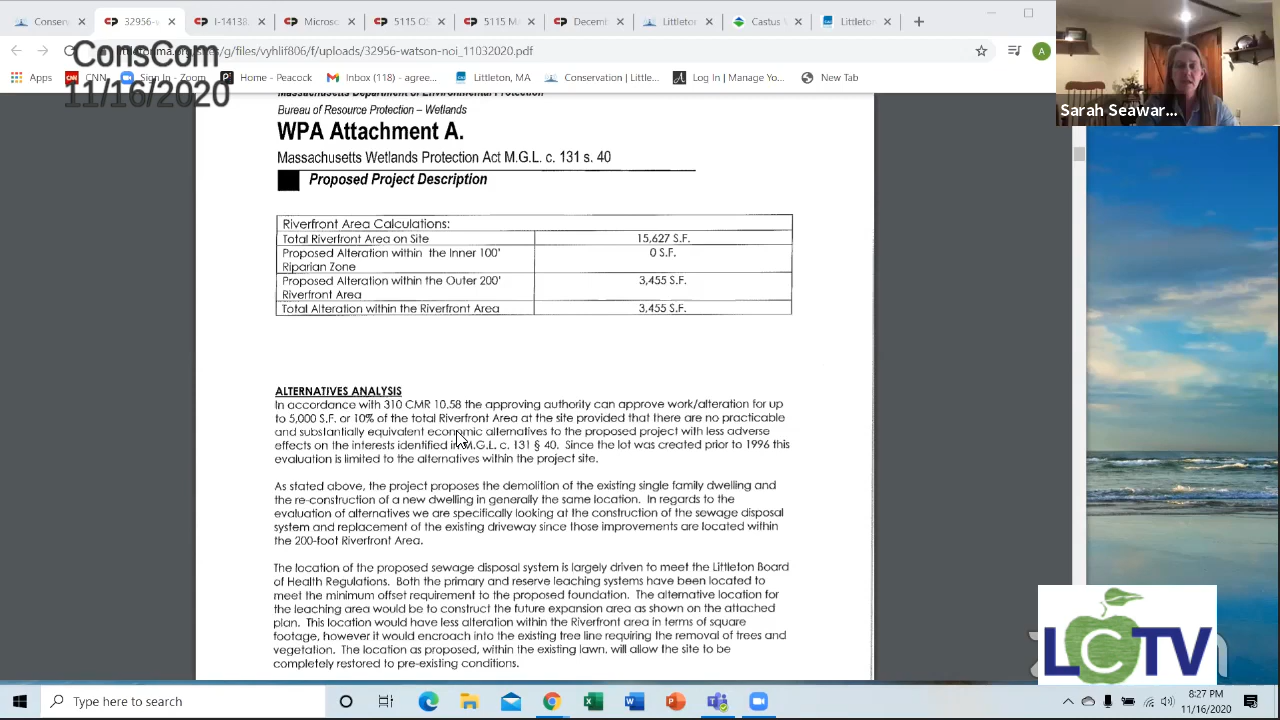 Conser
32956-w
J-14138.
Micros
5115 OS
5115 M
Decem
Littleto
Castus V
Littleto
g/files/vyhlif806/f/uploads/32956-watson-noi_11032020.pdf
A
ConsCom
11/16/2020
Apps
CNN
Sign In - Zoom
Home - Peacock
Inbox (118) - agree...
Littleton MA
Conservation | Little...
Log In | Manage V...
New Tab
Sarah Seawar...
Massachusetts Department of Environmental Protection
Bureau of Resource Protection – Wetlands
WPA Attachment A.
Massachusetts Wetlands Protection Act M.G.L. c. 131 s. 40
Proposed Project Description
Riverfront Area Calculations:
Total Riverfront Area on Site 15,627 S.F.
Proposed Alteration within the Inner 100' 0 S.F.
Riparian Zone
Proposed Alteration within the Outer 200' 3,455 S.F.
Riverfront Area
Total Alteration within the Riverfront Area 3,455 S.F.
ALTERNATIVES ANALYSIS
In accordance with 310 CMR 10.58 the approving authority can approve work/alteration for up
to 5,000 S.F. or 10% of the total Riverfront Area at the site provided that there are no practicable
and substantially equivalent economic alternatives to the proposed project with less adverse
effects on the interests identified in M.G.L. c. 131 § 40. Since the lot was created prior to 1996 this
evaluation is limited to the alternatives within the project site.
As stated above, the project proposes the demolition of the existing single family dwelling and
the re-construction of a new dwelling in generally the same location. In regards to the
evaluation of alternatives we are specifically looking at the construction of the sewage disposal
system and replacement of the existing driveway since those improvements are located within
the 200-foot Riverfront Area.
The location of the proposed sewage disposal system is largely driven to meet the Littleton Board
of Health Regulations. Both the primary and reserve leaching systems have been located to
meet the minimum offset requirement to the proposed foundation. The alternative location for
the leaching area would be to construct the future expansion area as shown on the attached
plan. This location would have less alteration within the Riverfront area in terms of square
footage, however it would encroach into the existing tree line requiring the removal of trees and
vegetation. The location as proposed, within the existing lawn, will allow the site to be
completely restored to pre-existing conditions.
LCTV
Type here to search
8:27 PM
11/16/2020